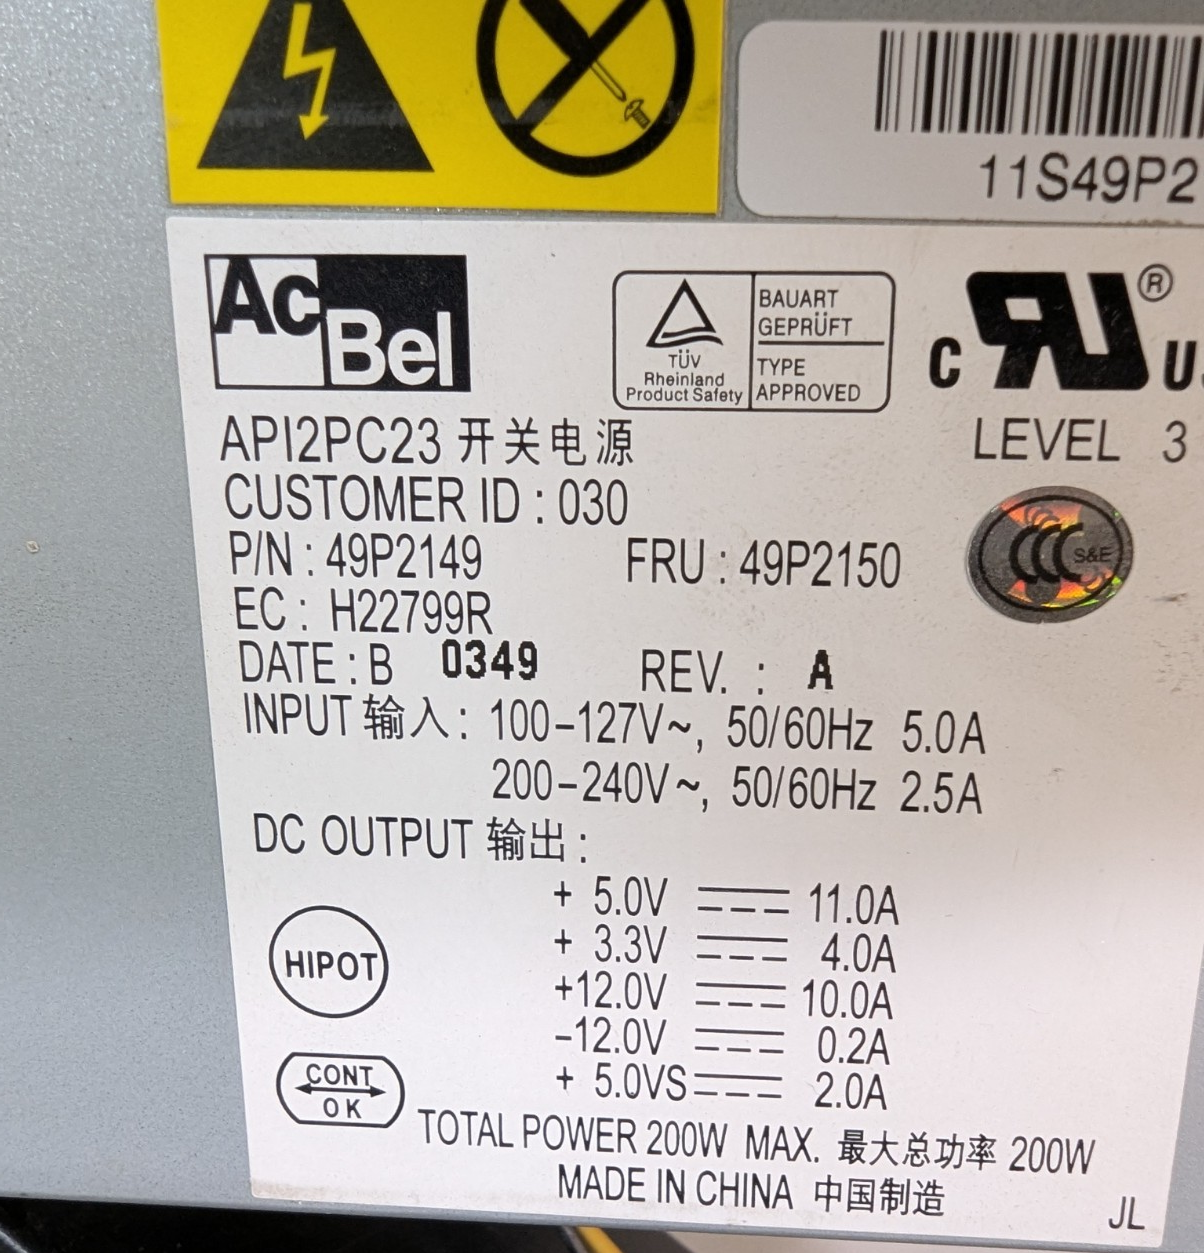 11S49P2
AcBel
TÜV
Rheinland
Product Safety
BAUART
GEPRÜFT
TYPE
APPROVED
C RU ® U
API2PC23 开关电源
LEVEL 3
CUSTOMER ID : 030
P/N : 49P2149 FRU : 49P2150
CCC S&E
EC : H22799R
DATE : B 0349 REV. : A
INPUT 输入 : 100-127V~, 50/60Hz 5.0A
200-240V~, 50/60Hz 2.5A
DC OUTPUT 输出 :
+ 5.0V 11.0A
+ 3.3V 4.0A
HIPOT
+12.0V 10.0A
-12.0V 0.2A
+ 5.0VS 2.0A
CONT
OK
TOTAL POWER 200W MAX. 最大总功率 200W
MADE IN CHINA 中国制造
JL